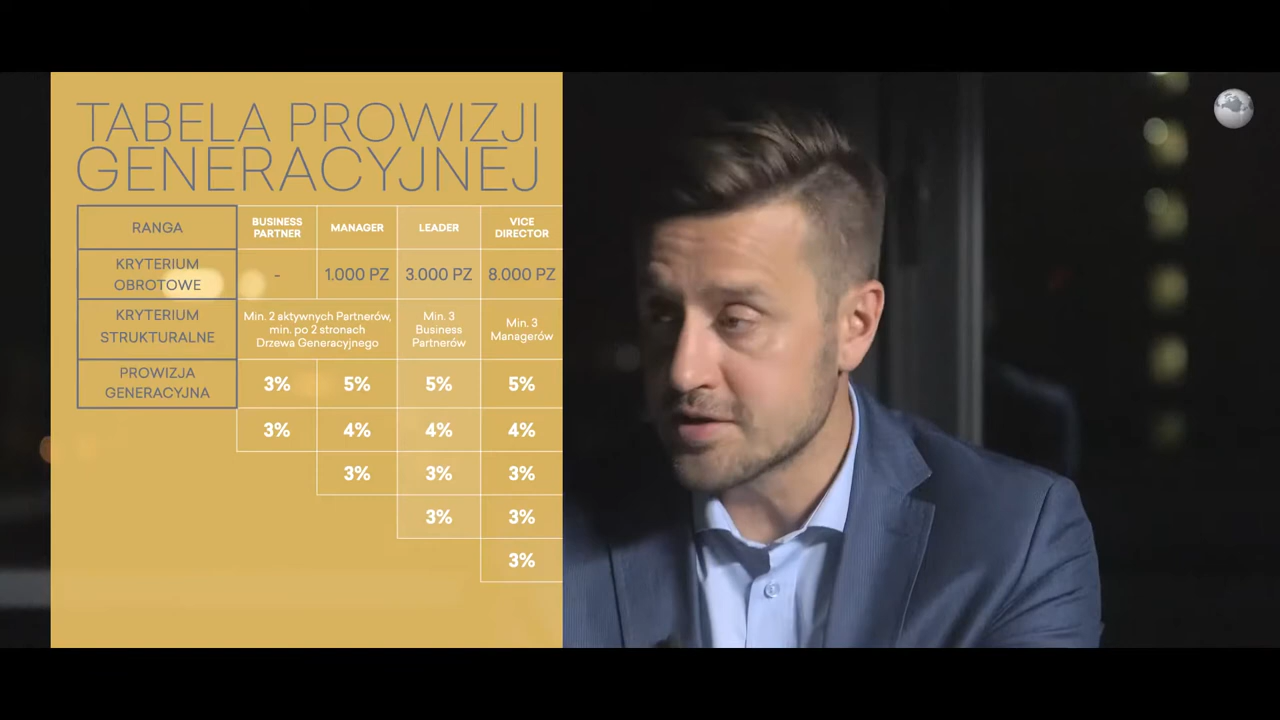 TABELA PROWIZJI
GENERACYJNEJ
RANGA
BUSINESS
PARTNER
MANAGER
LEADER
VICE
DIRECTOR
KRYTERIUM
OBROTOWE
-
1.000 PZ
3.000 PZ
8.000 PZ
KRYTERIUM
STRUKTURALNE
Min. 2 aktywnych Partnerów,
min. po 2 stronach
Drzewa Generacyjnego
Min. 3
Business
Partnerów
Min. 3
Managerów
PROWIZJA
GENERACYJNA
3%
5%
5%
5%
3%
4%
4%
4%
3%
3%
3%
3%
3%
3%